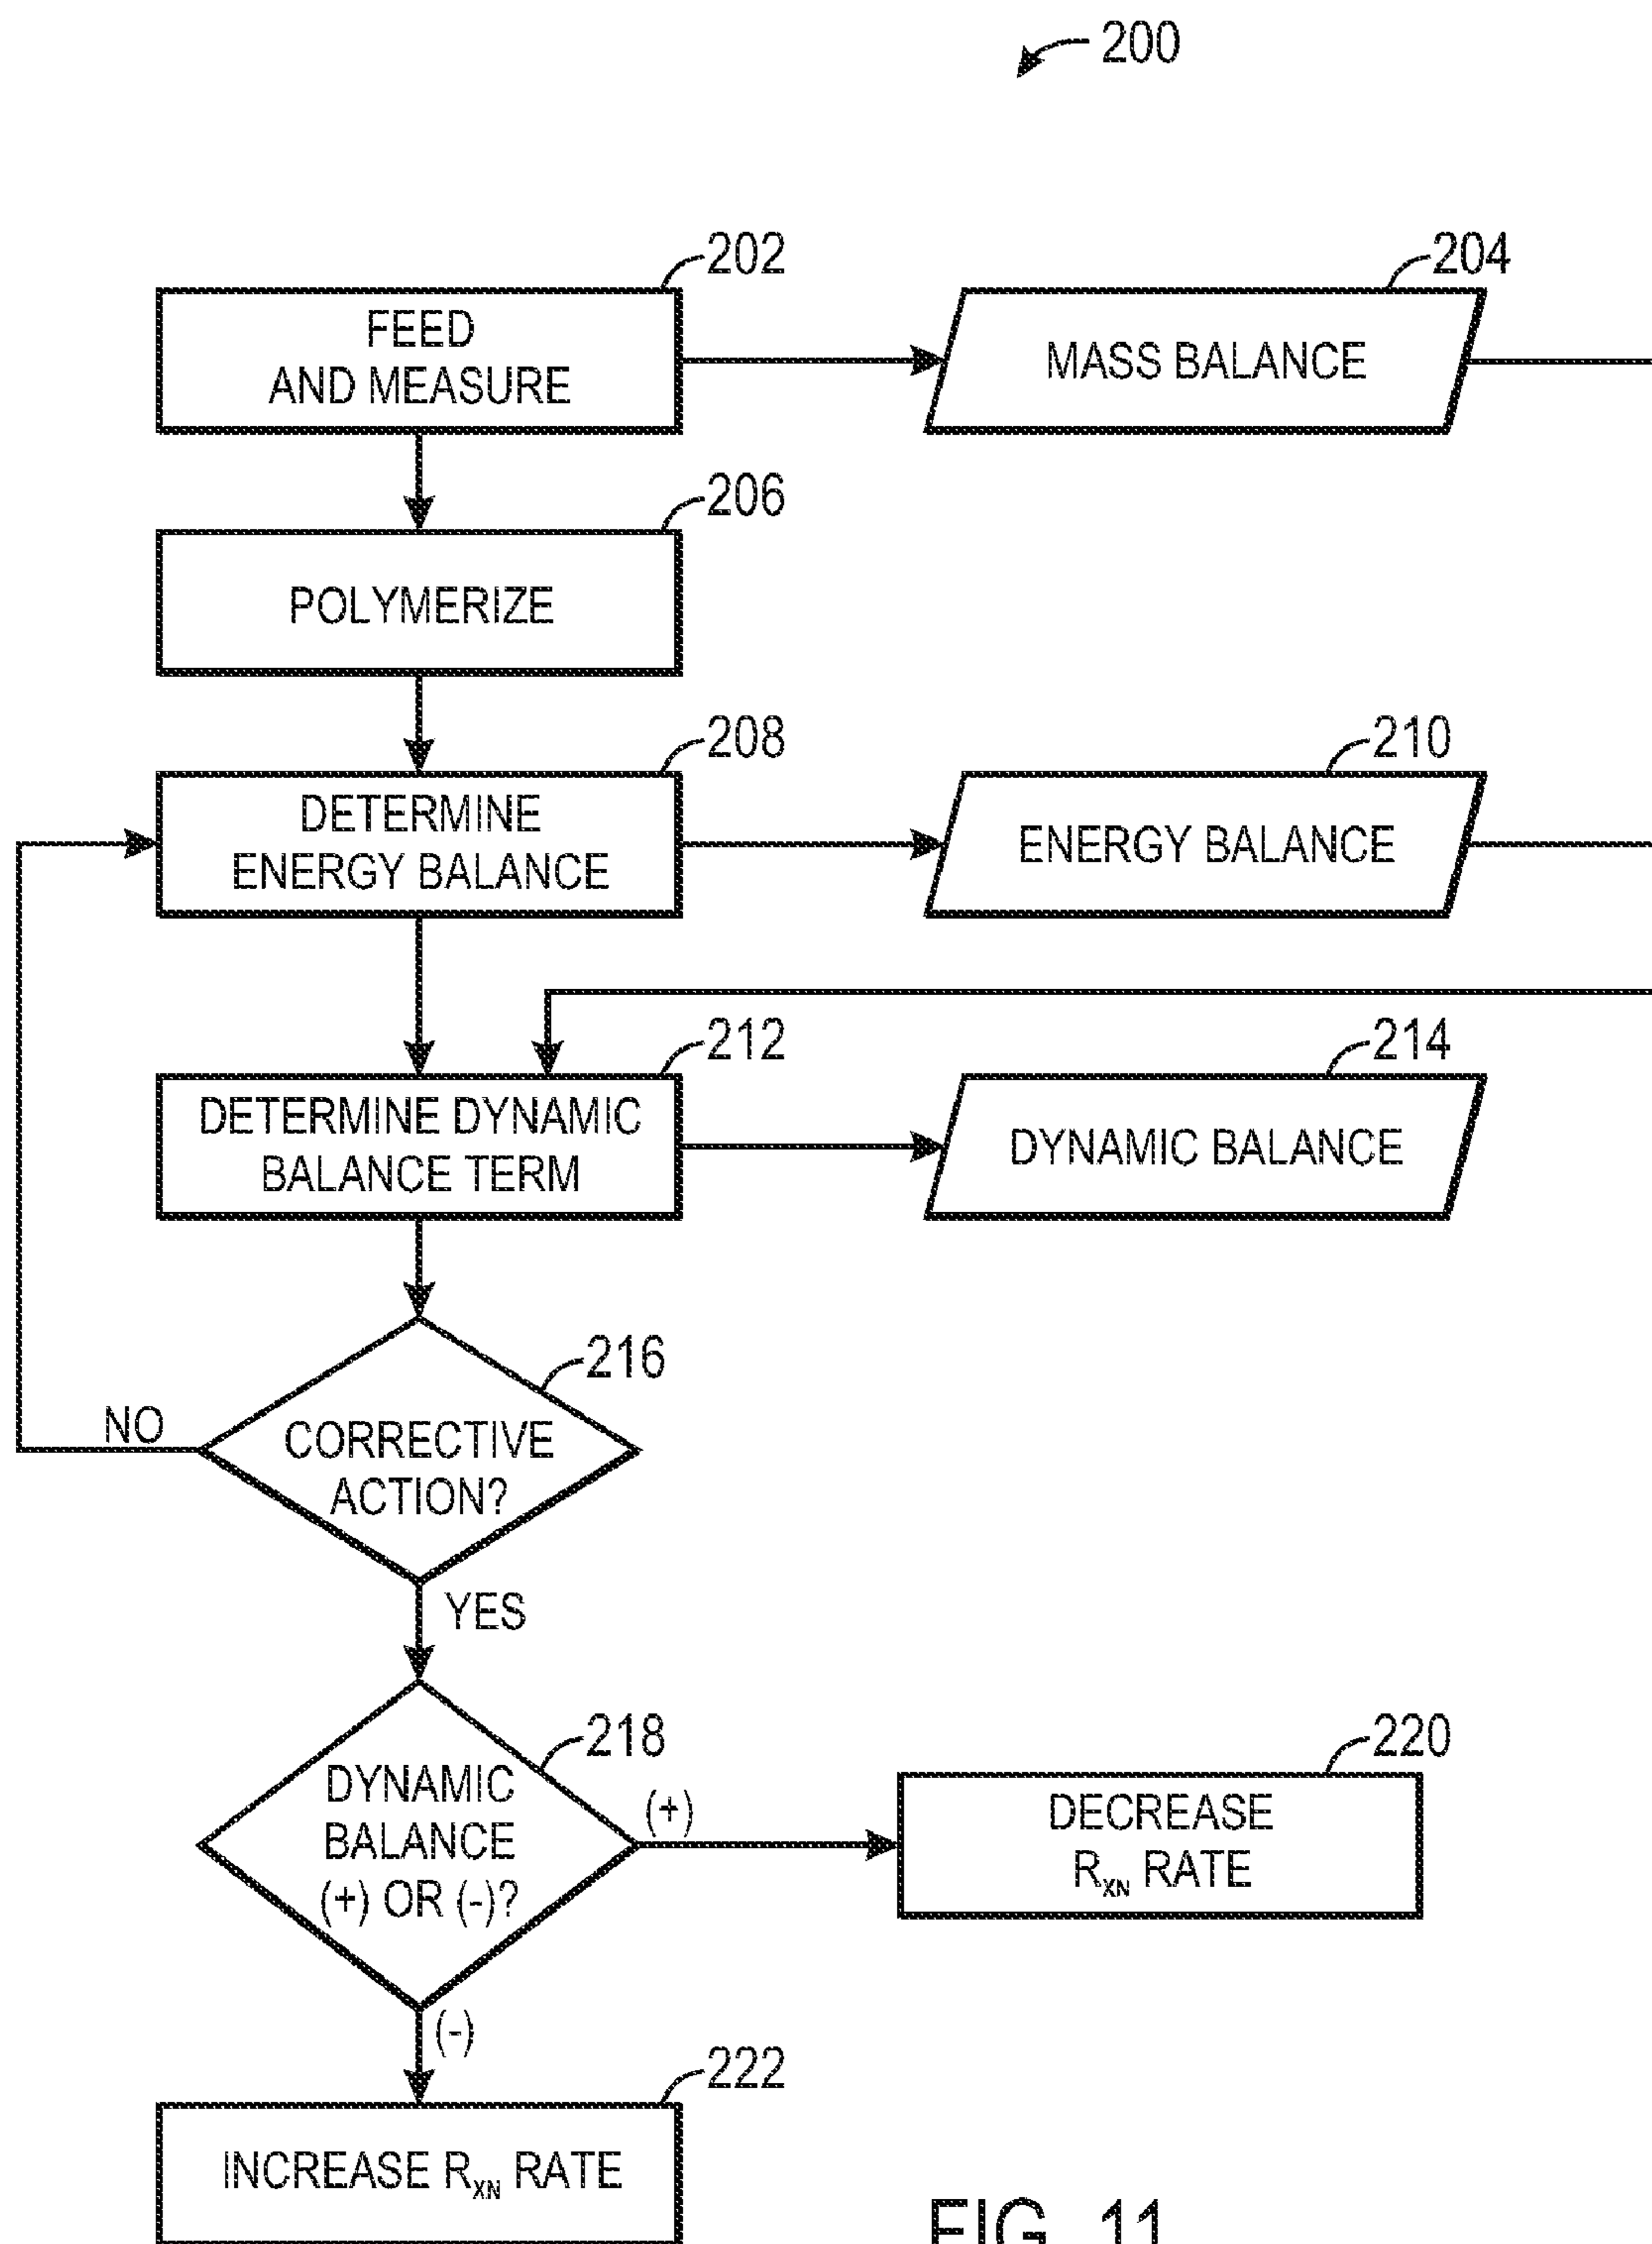 200
202
FEED
AND MEASURE
204
MASS BALANCE
206
POLYMERIZE
208
DETERMINE
ENERGY BALANCE
210
ENERGY BALANCE
212
DETERMINE DYNAMIC
BALANCE TERM
214
DYNAMIC BALANCE
216
CORRECTIVE
ACTION?
NO
YES
218
DYNAMIC
BALANCE
(+) OR (-)?
(+)
220
DECREASE
RXN RATE
(-)
222
INCREASE RXN RATE
FIG. 11